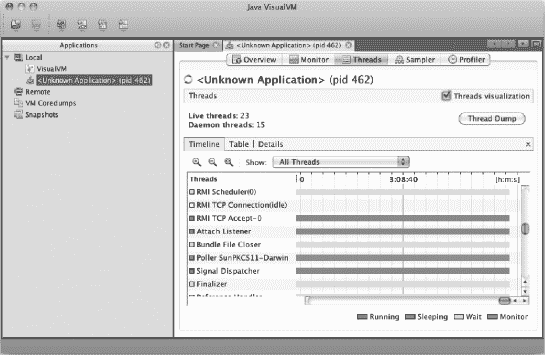 Java VisualVM
Applications
Local
VisualVM
<Unknown Application> (pid 462)
Remote
VM Coredumps
Snapshots
Start Page
<Unknown Application> (pid 462)
Overview
Monitor
Threads
Sampler
Profiler
<Unknown Application> (pid 462)
Threads
Threads visualization
Live threads: 23
Daemon threads: 15
Thread Dump
Timeline
Table
Details
Show:
All Threads
Threads
0
3:08:40
[h:m:s]
RMI Scheduler(0)
RMI TCP Connection(idle)
RMI TCP Accept-0
Attach Listener
Bundle File Closer
Poller SunPKCS11-Darwin
Signal Dispatcher
Finalizer
Reference Handler
Running
Sleeping
Wait
Monitor